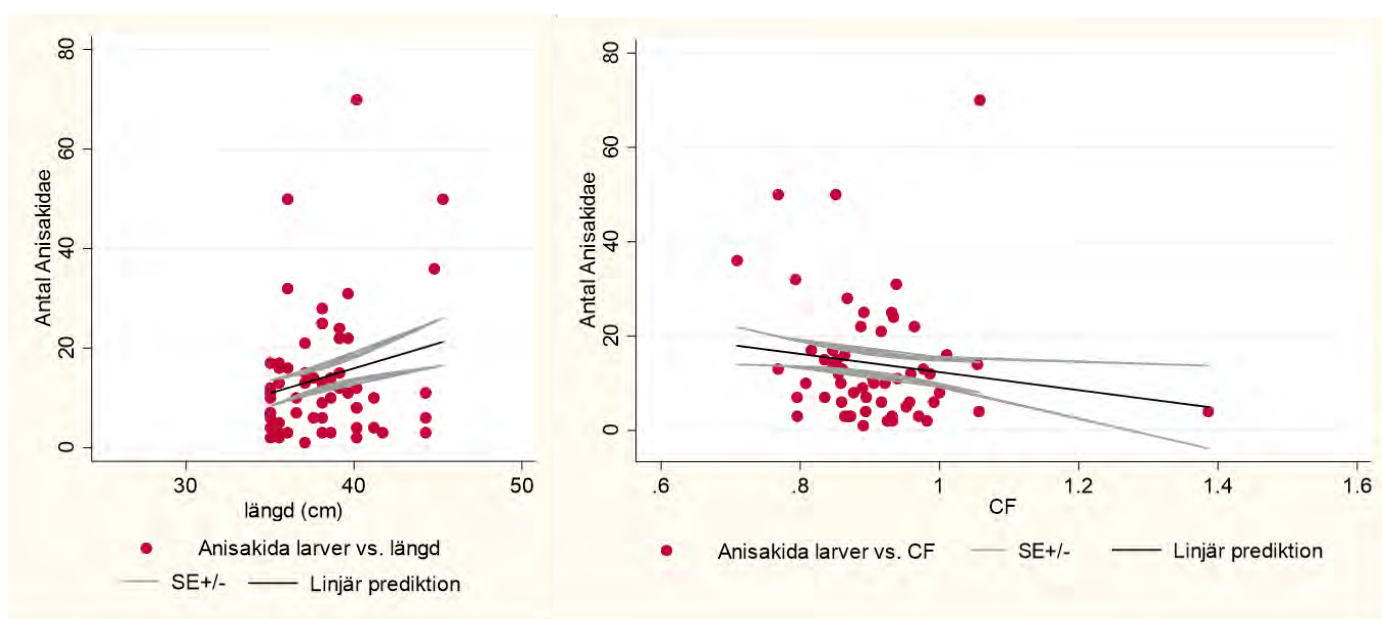 80
60
40
20
0
Antal Anisakidae
30
40
50
längd (cm)
Anisakida larver vs. längd
SE+/-
Linjär prediktion
80
60
40
20
0
Antal Anisakidae
.6
.8
1
1.2
1.4
1.6
CF
Anisakida larver vs. CF
SE+/-
Linjär prediktion